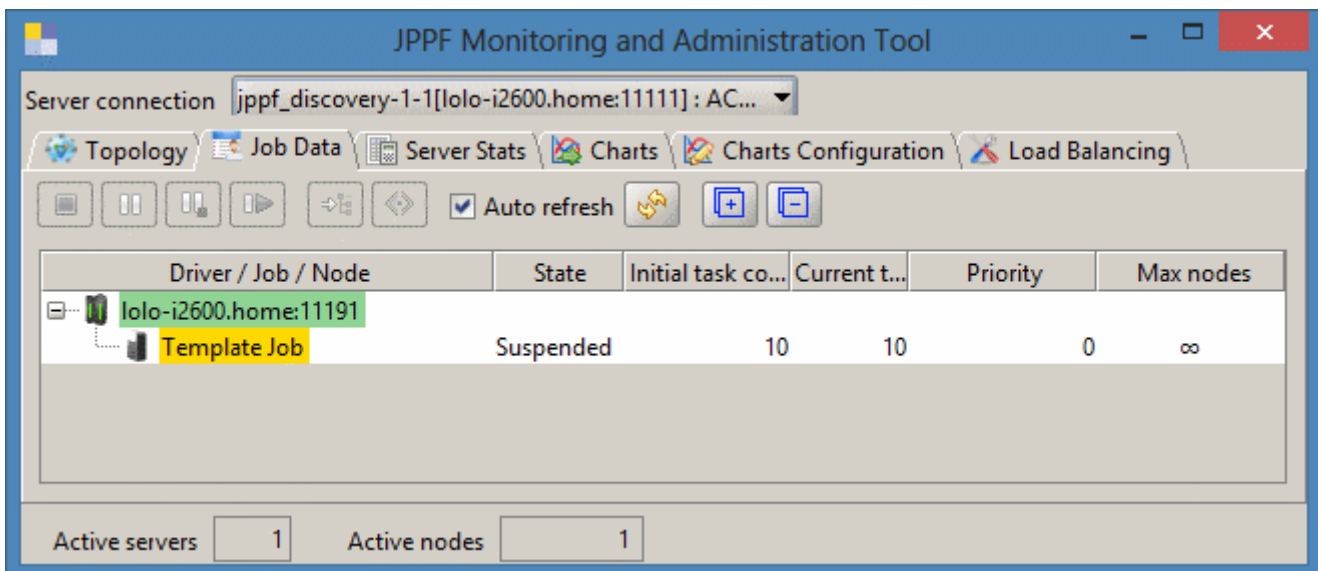 JPPF Monitoring and Administration Tool
Server connection jppf_discovery-1-1[lolo-i2600.home:11111] : AC...
Topology Job Data Server Stats Charts Charts Configuration Load Balancing
Auto refresh
Driver / Job / Node State Initial task co... Current t... Priority Max nodes
lolo-i2600.home:11191
Template Job Suspended 10 10 0 ∞
Active servers 1 Active nodes 1